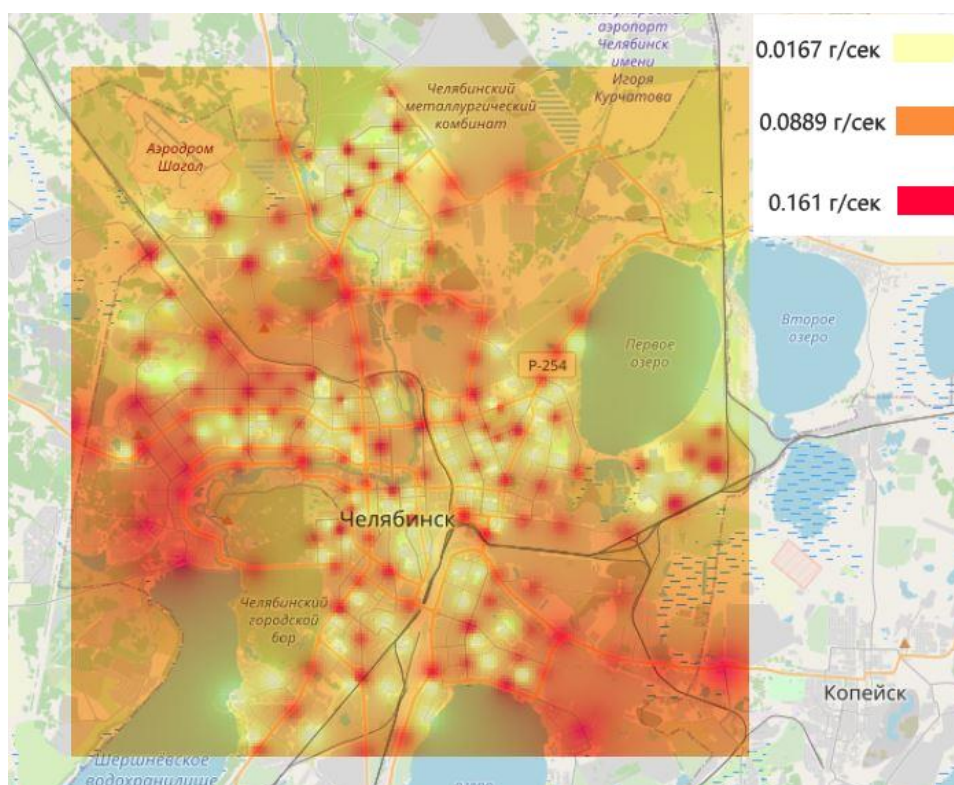 аэропорт
Челябинск
имени
Игоря
Курчатова
0.0167 г/сек
0.0889 г/сек
0.161 г/сек
Челябинский
металлургический
комбинат
Аэродром
Шагол
Первое
озеро
Второе
озеро
Р-254
Челябинск
Челябинский
городской
бор
Копейск
Шершнёвское
водохранилище